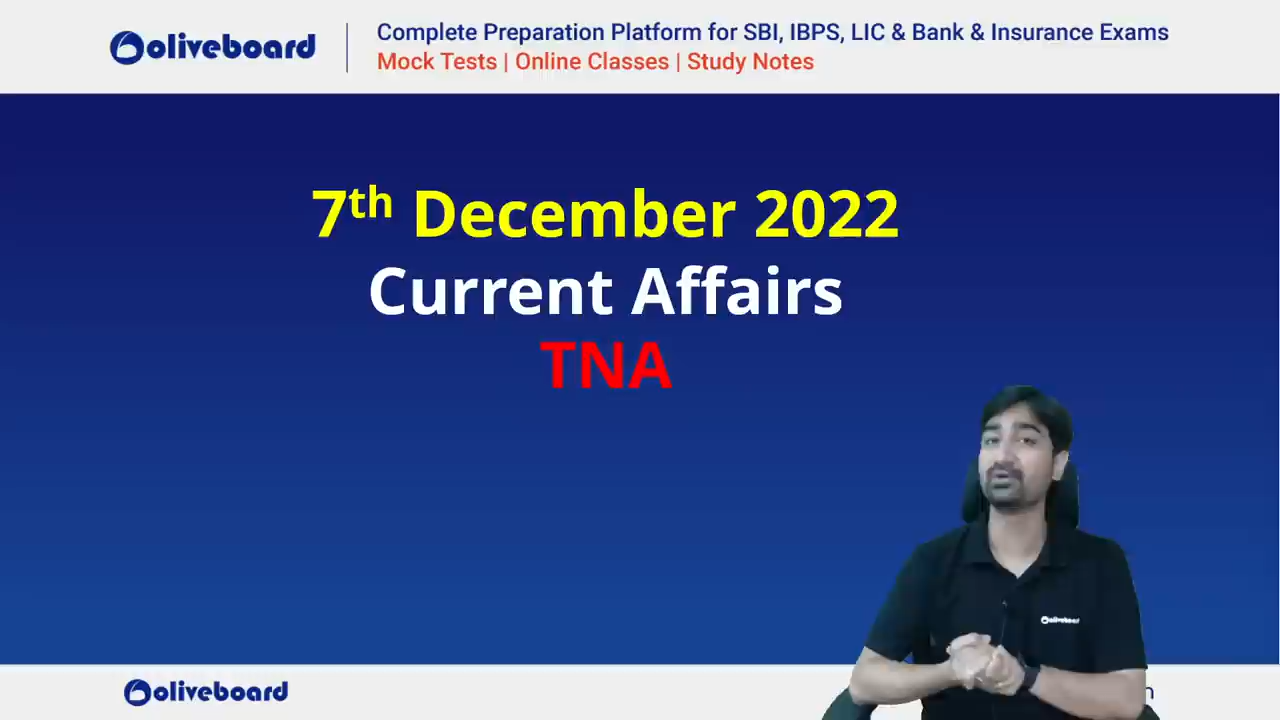 oliveboard
Complete Preparation Platform for SBI, IBPS, LIC & Bank & Insurance Exams
Mock Tests | Online Classes | Study Notes
7th December 2022
Current Affairs
TNA
oliveboard
oliveboard